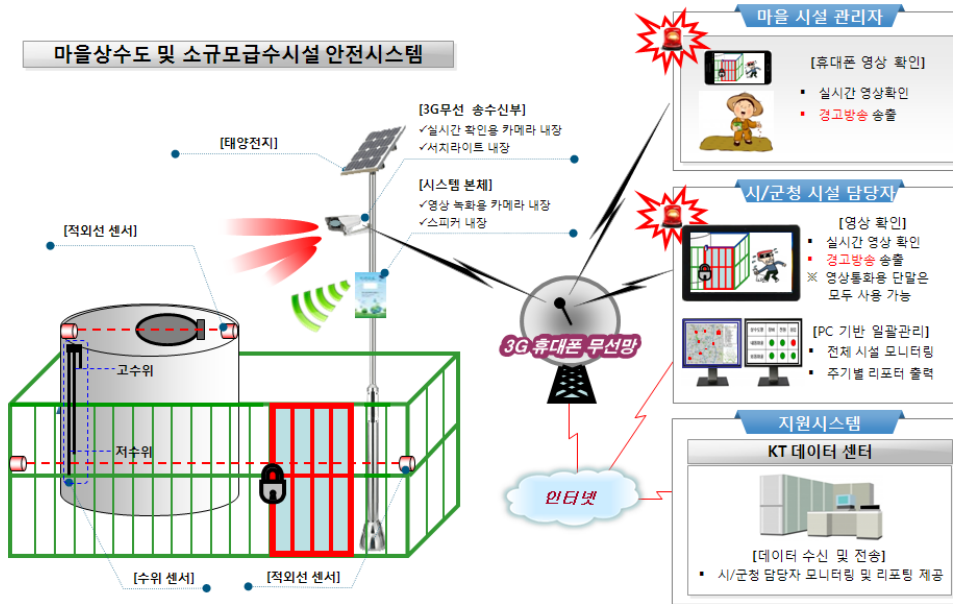 마을상수도 및 소규모급수시설 안전시스템
[3G무선 송수신부]
✓실시간 확인용 카메라 내장
✓서치라이트 내장
[태양전지]
[시스템 본체]
✓영상 녹화용 카메라 내장
✓스피커 내장
[적외선 센서]
고수위
저수위
[수위 센서]
[적외선 센서]
3G 휴대폰 무선망
인터넷
마을 시설 관리자
[휴대폰 영상 확인]
▪ 실시간 영상확인
▪ 경고방송 송출
시/군청 시설 담당자
[영상 확인]
▪ 실시간 영상 확인
▪ 경고방송 송출
※ 영상통화용 단말은
모두 사용 가능
[PC 기반 일괄관리]
▪ 전체 시설 모니터링
▪ 주기별 리포터 출력
지원시스템
KT 데이터 센터
[데이터 수신 및 전송]
▪ 시/군청 담당자 모니터링 및 리포팅 제공